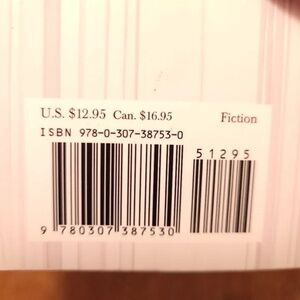 U.S. $12.95 Can. $16.95 Fiction
ISBN 978-0-307-38753-0
51295
9 780307 387530